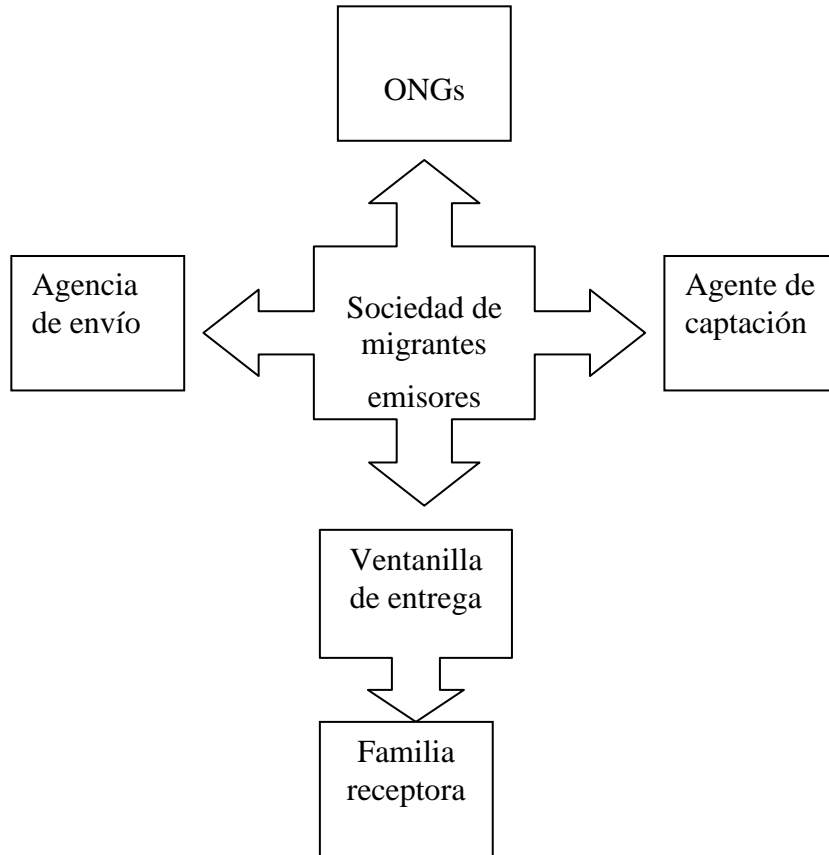 ONGs
Agencia
de envío
Sociedad de
migrantes
emisores
Agente de
captación
Ventanilla
de entrega
Familia
receptora